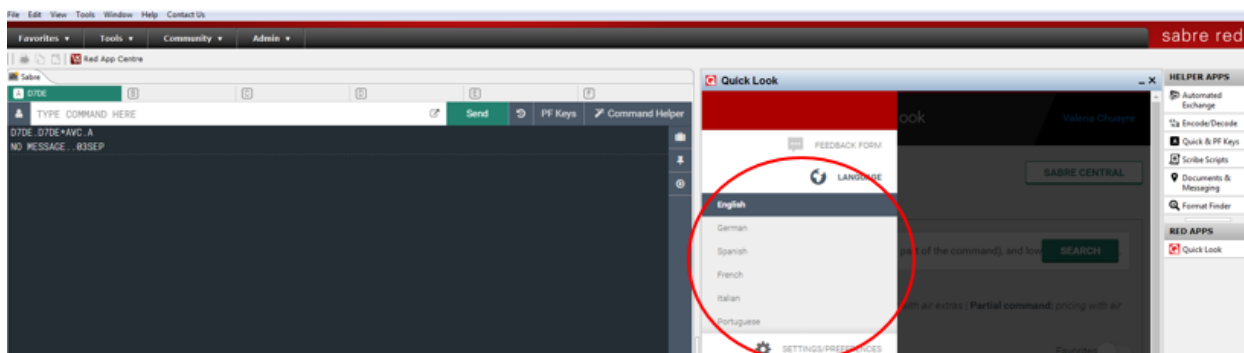 File Edit View Tools Window Help Contact Us
Favorites Tools Community Admin
sabre red
Red App Centre
Sabre
A D7DE B C D E F
TYPE COMMAND HERE Send PF Keys Command Helper
D7DE.D7DE*AVC.A
NO MESSAGE..03SEP
Quick Look
ook
Valeria Chuayre
FEEDBACK FORM
LANGUAGE
SABRE CENTRAL
English
German
Spanish
part of the command), and low SEARCH
French
Italian
ith air extras | Partial command: pricing with air
Portuguese
SETTINGS/PREFERENCES
Favorites
HELPER APPS
Automated
Exchange
Encode/Decode
Quick & PF Keys
Scribe Scripts
Documents &
Messaging
Format Finder
RED APPS
Quick Look